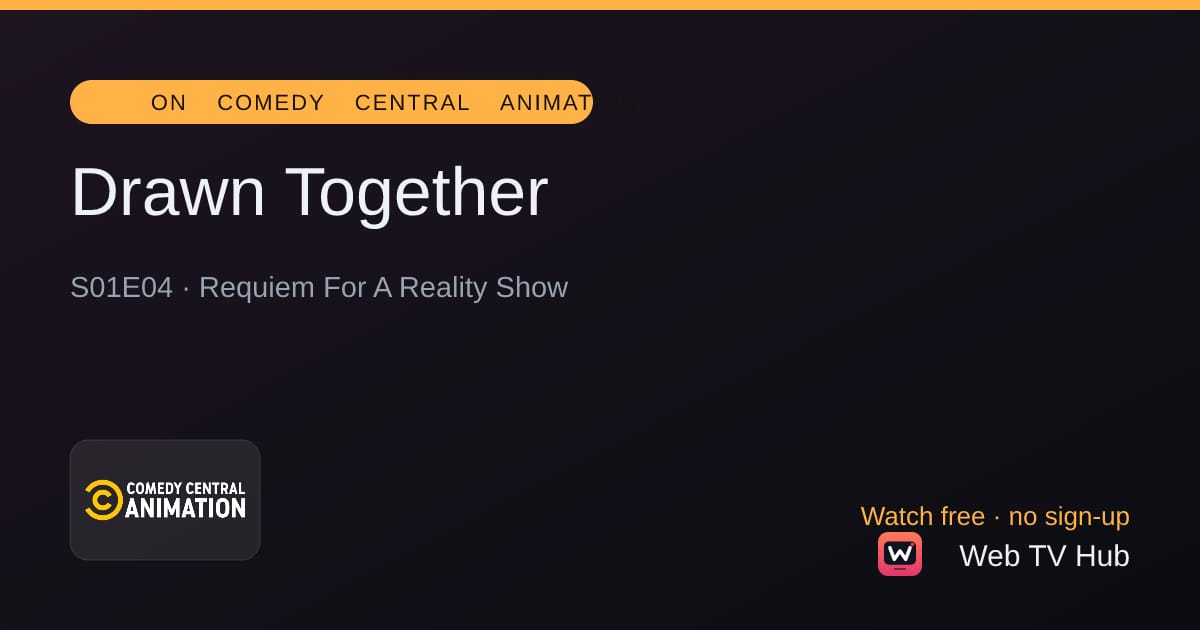 ON COMEDY CENTRAL ANIMATION
Drawn Together
S01E04 · Requiem For A Reality Show
COMEDY CENTRAL
ANIMATION
Watch free · no sign-up
W
Web TV Hub